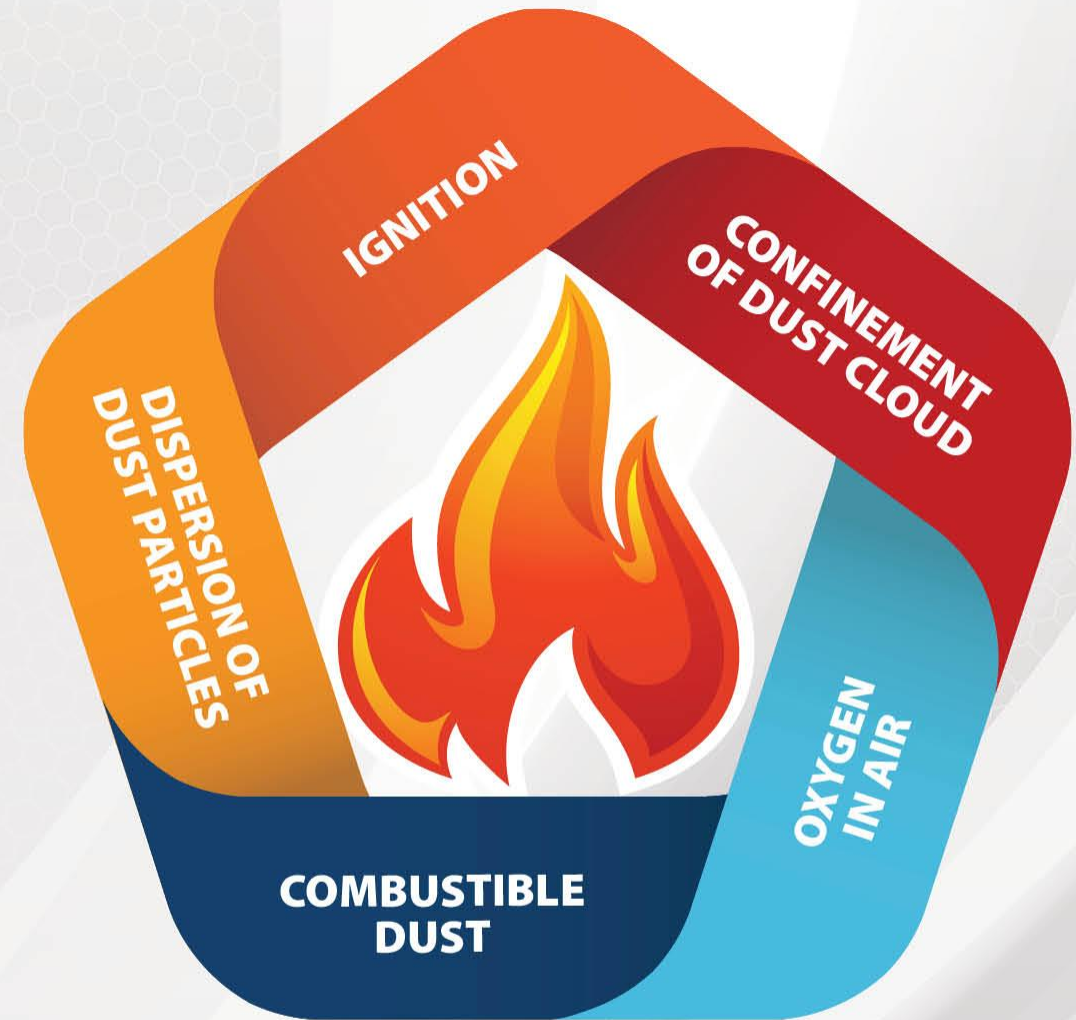 IGNITION
CONFINEMENT
OF DUST CLOUD
DISPERSION OF
DUST PARTICLES
OXYGEN
IN AIR
COMBUSTIBLE
DUST